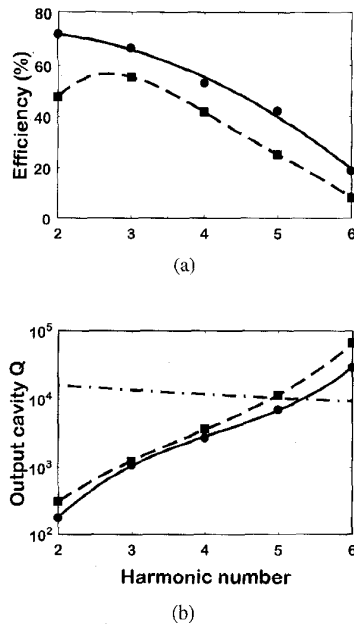 80
60
40
20
0
Efficiency (%)
2 3 4 5 6
(a)
10^5
10^4
10^3
10^2
Output cavity Q
2 3 4 5 6
Harmonic number
(b)